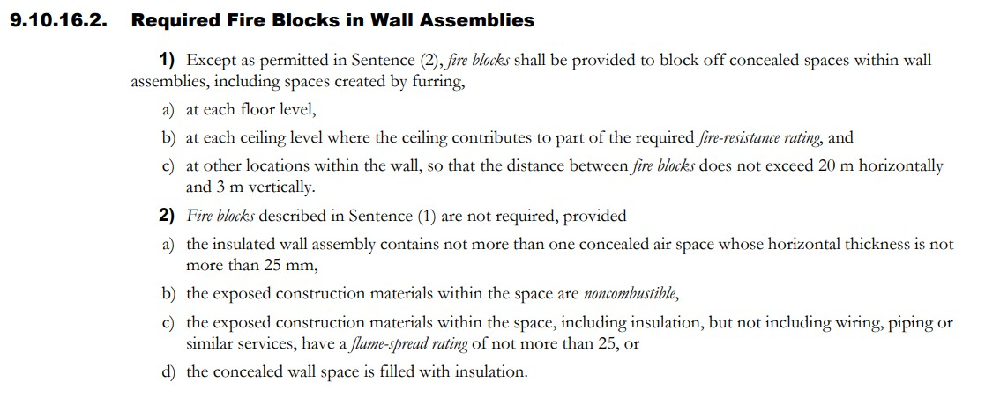 9.10.16.2. Required Fire Blocks in Wall Assemblies
1) Except as permitted in Sentence (2), fire blocks shall be provided to block off concealed spaces within wall
assemblies, including spaces created by furring,
a) at each floor level,
b) at each ceiling level where the ceiling contributes to part of the required fire-resistance rating, and
c) at other locations within the wall, so that the distance between fire blocks does not exceed 20 m horizontally
and 3 m vertically.
2) Fire blocks described in Sentence (1) are not required, provided
a) the insulated wall assembly contains not more than one concealed air space whose horizontal thickness is not
more than 25 mm,
b) the exposed construction materials within the space are noncombustible,
c) the exposed construction materials within the space, including insulation, but not including wiring, piping or
similar services, have a flame-spread rating of not more than 25, or
d) the concealed wall space is filled with insulation.